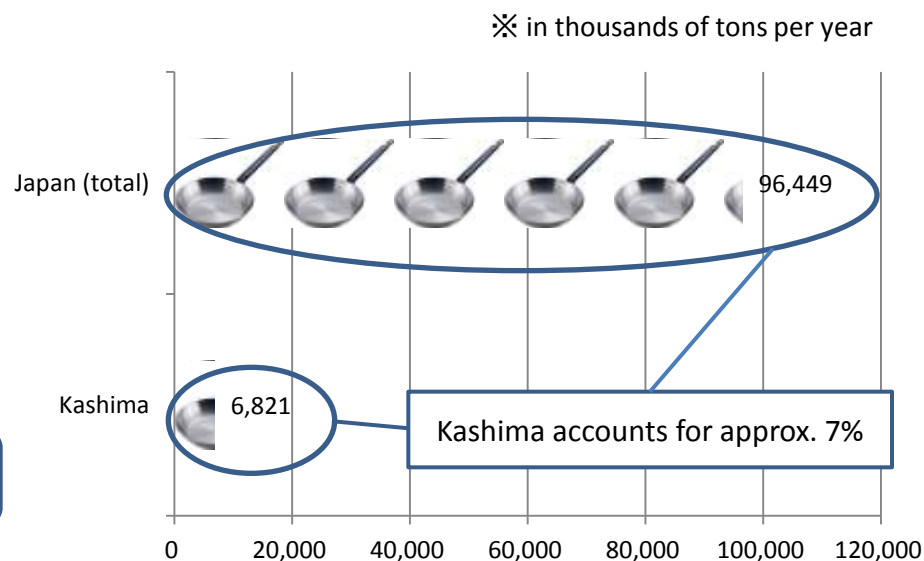 ※ in thousands of tons per year
Japan (total)
96,449
Kashima
6,821
Kashima accounts for approx. 7%
0 20,000 40,000 60,000 80,000 100,000 120,000